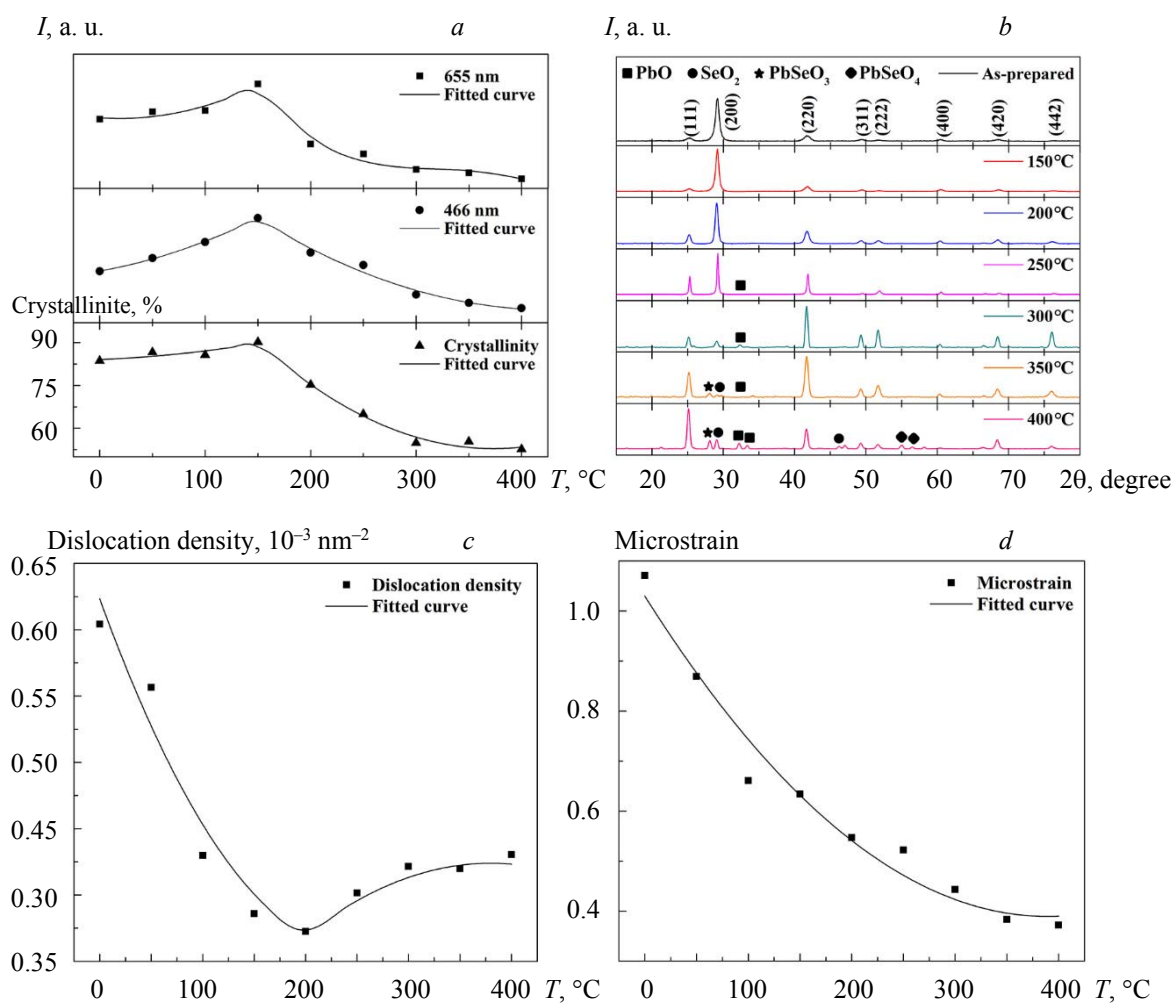 I, a. u.
a
655 nm
Fitted curve
466 nm
Fitted curve
Crystallinite, %
90
75
60
Crystallinity
Fitted curve
0 100 200 300 400 T, °C
I, a. u.
b
PbO SeO₂ PbSeO₃ PbSeO₄ As-prepared
(111) (200) (220) (311) (222) (400) (420) (442)
150°C
200°C
250°C
300°C
350°C
400°C
20 30 40 50 60 70 80 2θ, degree
Dislocation density, 10⁻³ nm⁻²
c
0.65
0.60
0.55
0.50
0.45
0.30
0.35
Dislocation density
Fitted curve
0 100 200 300 400 T, °C
Microstrain
d
1.0
0.8
0.6
0.4
Microstrain
Fitted curve
0 100 200 300 400 T, °C